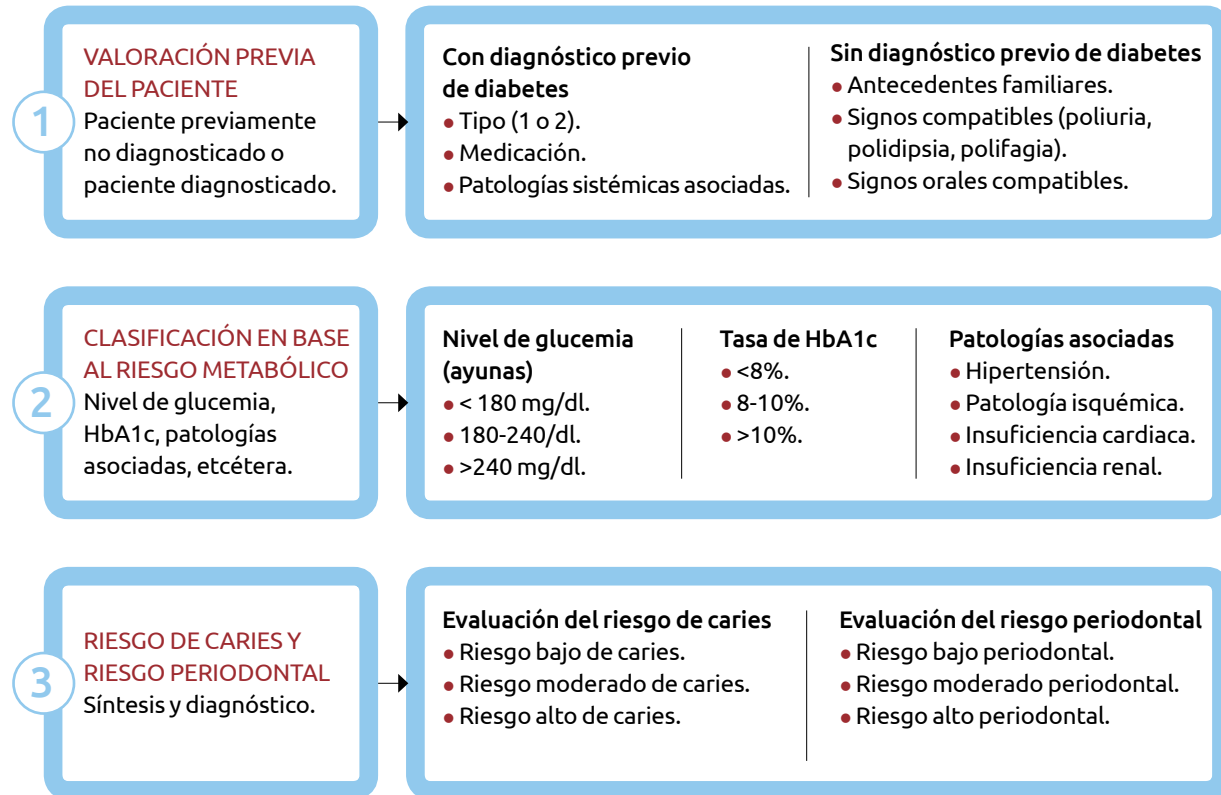 1
VALORACIÓN PREVIA
DEL PACIENTE
Paciente previamente
no diagnosticado o
paciente diagnosticado.
Con diagnóstico previo
de diabetes
● Tipo (1 o 2).
● Medicación.
● Patologías sistémicas asociadas.
Sin diagnóstico previo de diabetes
● Antecedentes familiares.
● Signos compatibles (poliuria,
polidipsia, polifagia).
● Signos orales compatibles.
2
CLASIFICACIÓN EN BASE
AL RIESGO METABÓLICO
Nivel de glucemia,
HbA1c, patologías
asociadas, etcétera.
Nivel de glucemia
(ayunas)
● < 180 mg/dl.
● 180-240/dl.
● >240 mg/dl.
Tasa de HbA1c
● <8%.
● 8-10%.
● >10%.
Patologías asociadas
● Hipertensión.
● Patología isquémica.
● Insuficiencia cardiaca.
● Insuficiencia renal.
3
RIESGO DE CARIES Y
RIESGO PERIODONTAL
Síntesis y diagnóstico.
Evaluación del riesgo de caries
● Riesgo bajo de caries.
● Riesgo moderado de caries.
● Riesgo alto de caries.
Evaluación del riesgo periodontal
● Riesgo bajo periodontal.
● Riesgo moderado periodontal.
● Riesgo alto periodontal.